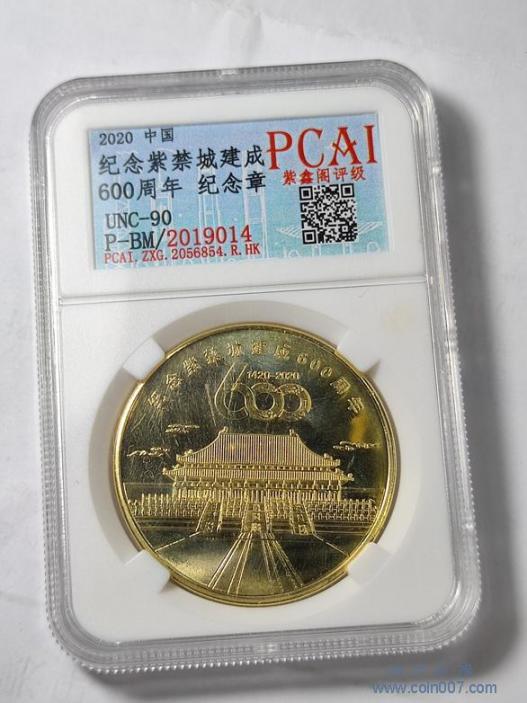 2020 中国
纪念紫禁城建成
600周年 纪念章
UNC-90
P-BM/2019014
PCAI.ZXG.2056854.R.HK
PCAI
紫鑫阁评级
纪念紫禁城建成600周年
1420-2020
600
www.coin007.com